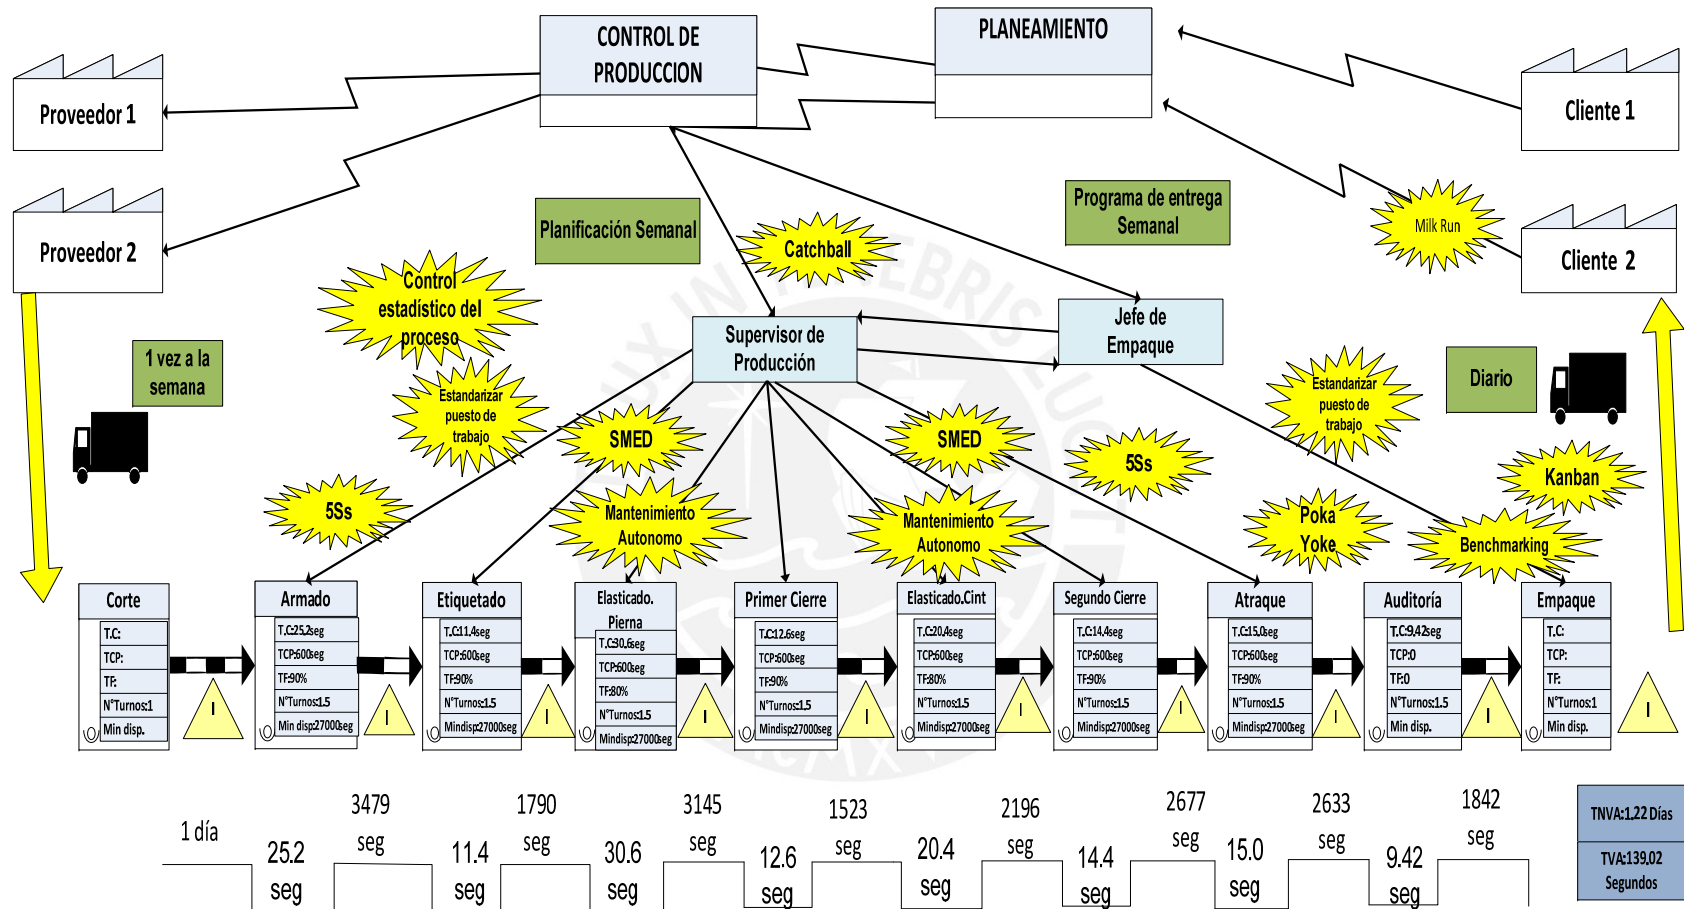 CONTROL DE
PRODUCCION
PLANEAMIENTO
Proveedor 1
Cliente 1
Proveedor 2
Cliente 2
Planificación Semanal
Programa de entrega
Semanal
Catchball
Milk Run
Control
estadístico del
proceso
Supervisor de
Producción
Jefe de
Empaque
1 vez a la
semana
Diario
Estandarizar
puesto de
trabajo
SMED
SMED
5Ss
Estandarizar
puesto de
trabajo
Kanban
5Ss
Mantenimiento
Autonomo
Mantenimiento
Autonomo
Poka
Yoke
Benchmarking
Corte
T.C:
TCP:
TF:
N°Turnos:1
Min disp.
I
Armado
T.C:25.2seg
TCP:600seg
TF:90%
N°Turnos:1.5
Min disp:27000seg
I
Etiquetado
T.C:11.4seg
TCP:600seg
TF:90%
N°Turnos:1.5
Mindisp:27000seg
I
Elasticado.
Pierna
T.C:30.6seg
TCP:600seg
TF:80%
N°Turnos:1.5
Mindisp:27000seg
I
Primer Cierre
T.C:12.6seg
TCP:600seg
TF:90%
N°Turnos:1.5
Mindisp:27000seg
I
Elasticado.Cint
T.C:20.4seg
TCP:600seg
TF:80%
N°Turnos:1.5
Mindisp:27000seg
I
Segundo Cierre
T.C:14.4seg
TCP:600seg
TF:90%
N°Turnos:1.5
Mindisp:27000seg
I
Atraque
T.C:15.0seg
TCP:600seg
TF:90%
N°Turnos:1.5
Mindisp:27000seg
I
Auditoría
T.C:9,42seg
TCP:0
TF:0
N°Turnos:1.5
Mindisp:27000seg
I
Empaque
T.C:
TCP:
TF:
N°Turnos:1
Min disp.
I
1 día
25.2
seg
3479
seg
11.4
seg
1790
seg
30.6
seg
3145
seg
12.6
seg
1523
seg
20.4
seg
2196
seg
14.4
seg
2677
seg
15.0
seg
2633
seg
9.42
seg
1842
seg
TNVA:1.22 Días
TVA:139.02
Segundos